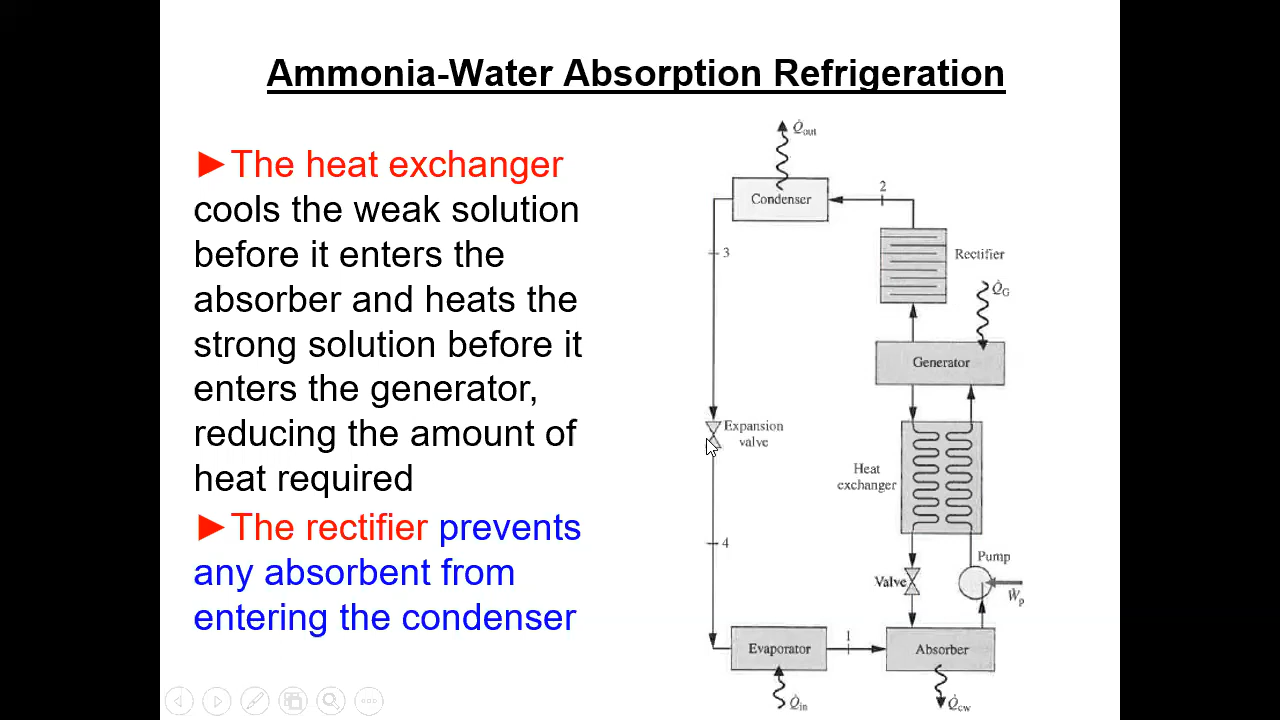 Ammonia-Water Absorption Refrigeration
►The heat exchanger
cools the weak solution
before it enters the
absorber and heats the
strong solution before it
enters the generator,
reducing the amount of
heat required
►The rectifier prevents
any absorbent from
entering the condenser
Q̇out
Condenser
2
3
Rectifier
Q̇G
Generator
Expansion
valve
Heat
exchanger
4
Pump
Valve
Ẇp
Evaporator
1
Absorber
Q̇in
Q̇cw